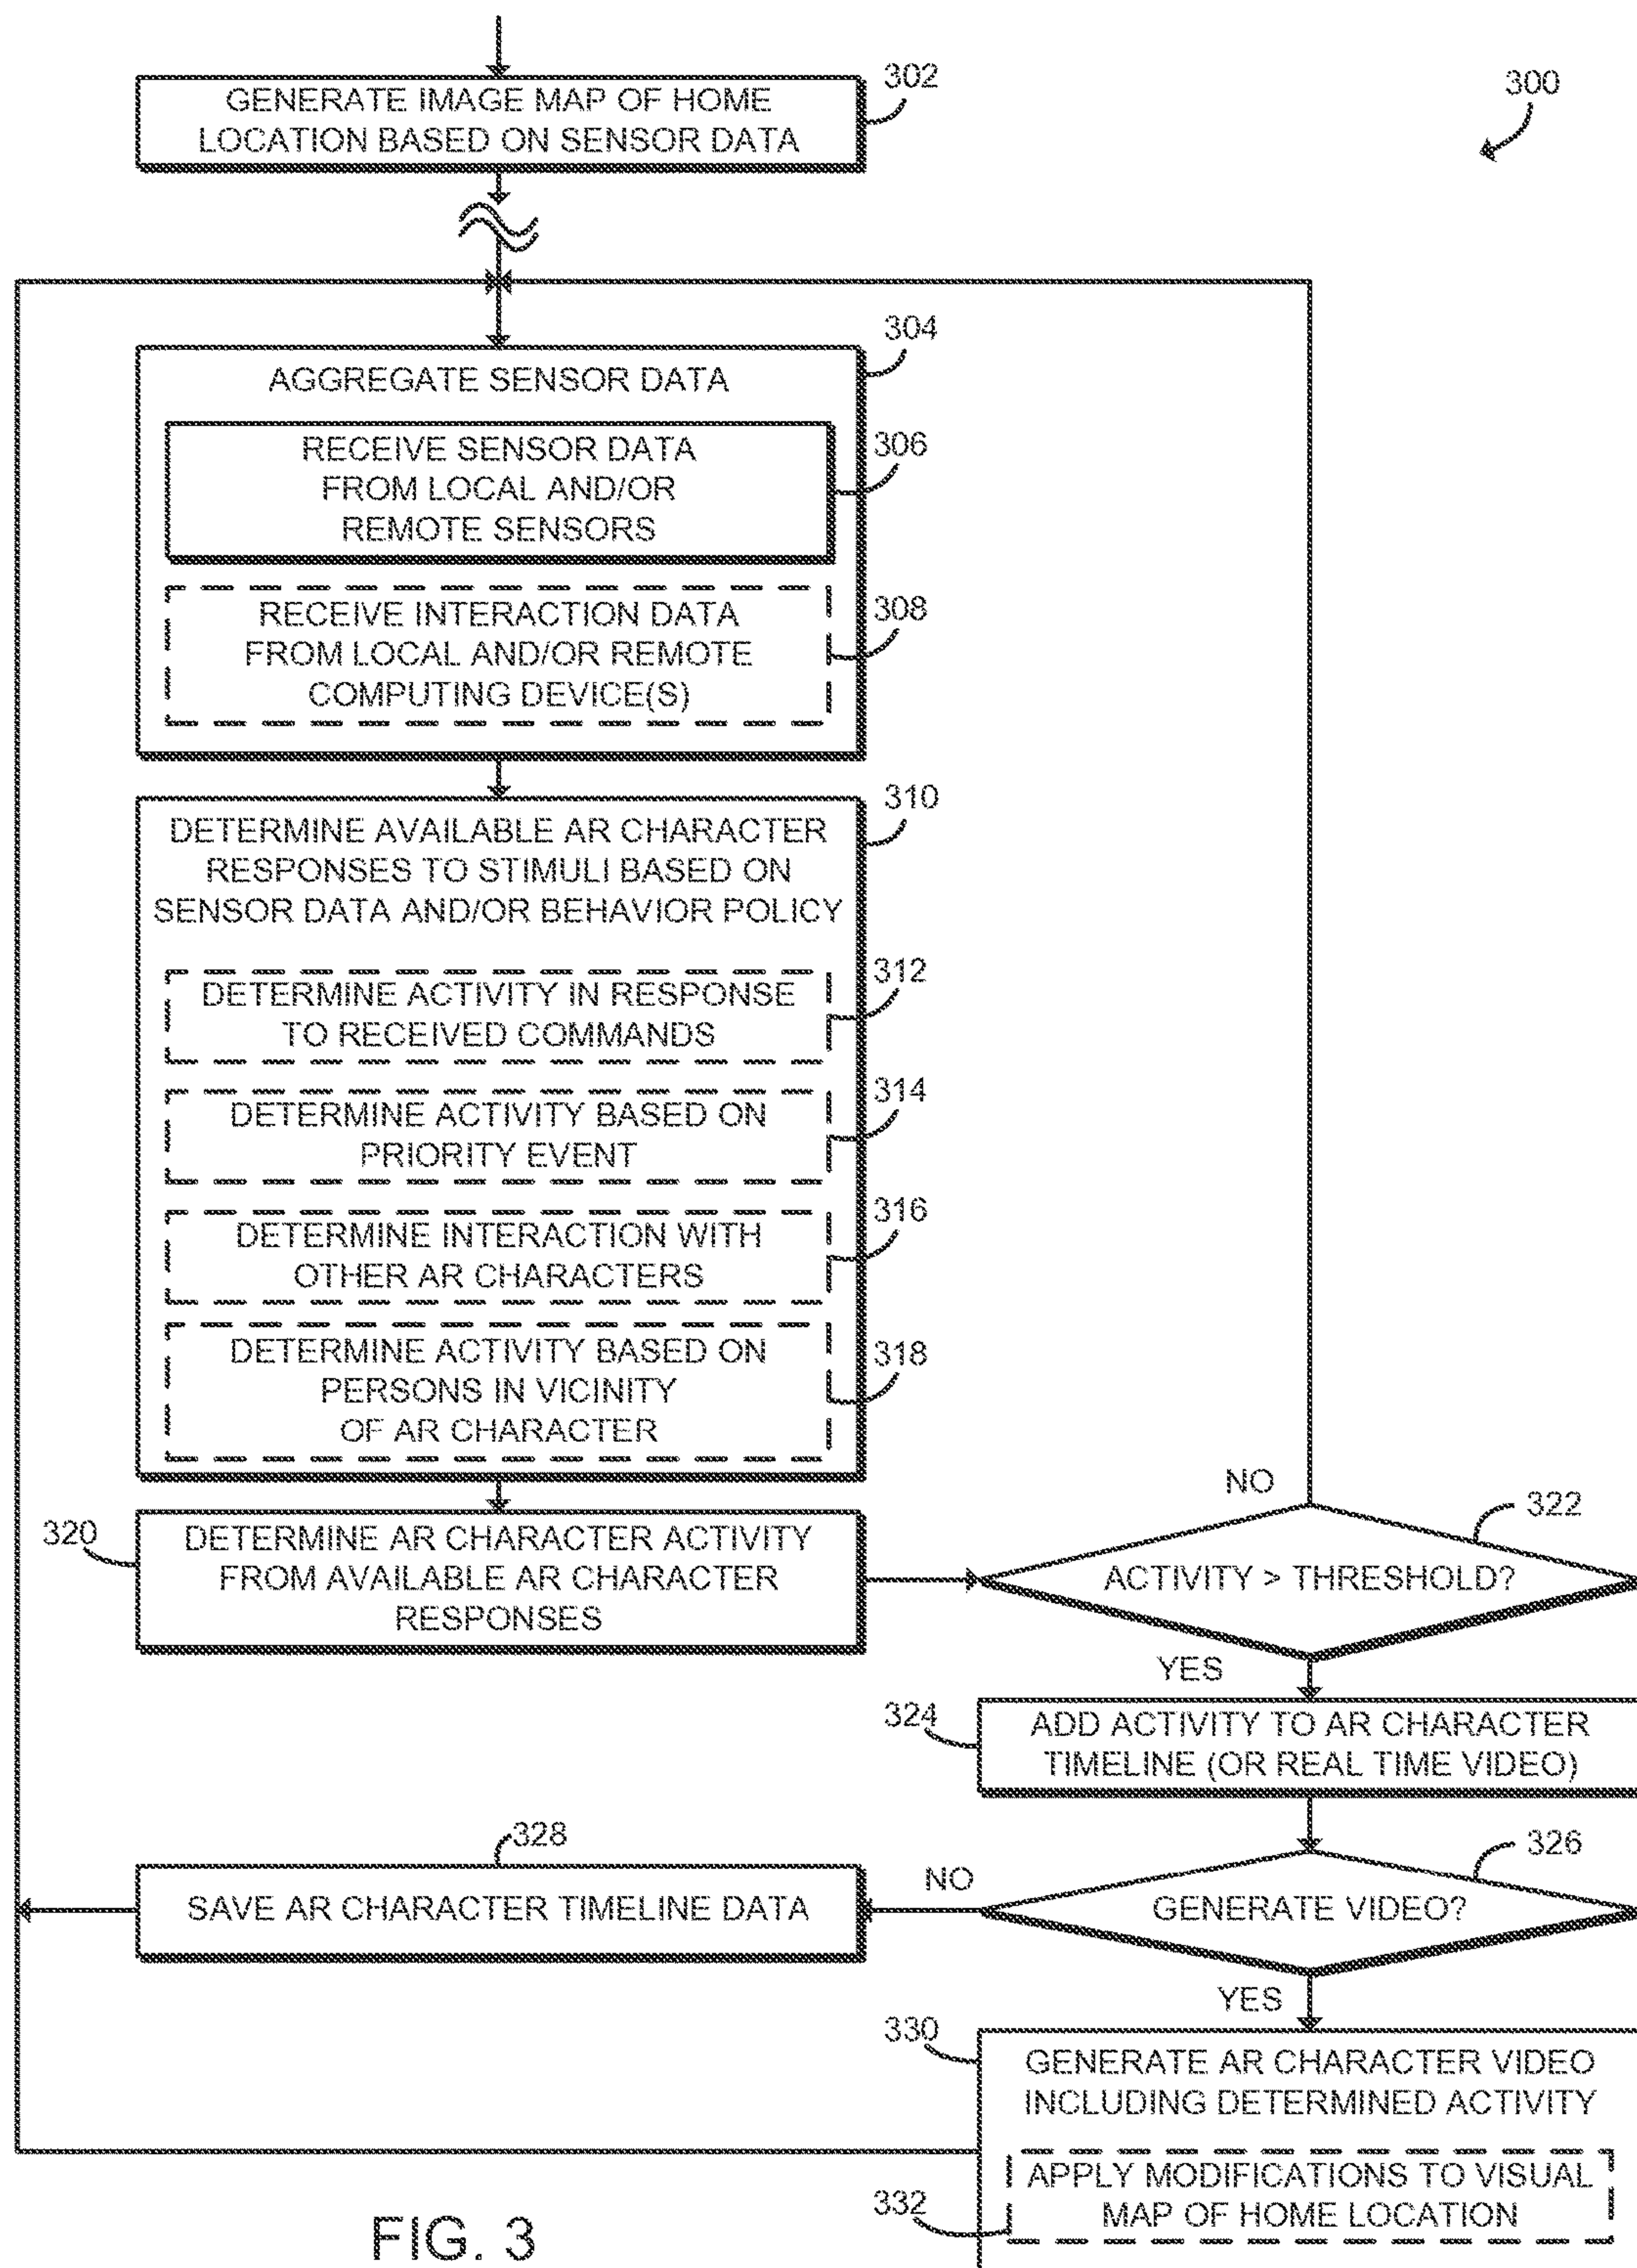 302
GENERATE IMAGE MAP OF HOME
LOCATION BASED ON SENSOR DATA
300
304
AGGREGATE SENSOR DATA
306
RECEIVE SENSOR DATA
FROM LOCAL AND/OR
REMOTE SENSORS
308
RECEIVE INTERACTION DATA
FROM LOCAL AND/OR REMOTE
COMPUTING DEVICE(S)
310
DETERMINE AVAILABLE AR CHARACTER
RESPONSES TO STIMULI BASED ON
SENSOR DATA AND/OR BEHAVIOR POLICY
312
DETERMINE ACTIVITY IN RESPONSE
TO RECEIVED COMMANDS
314
DETERMINE ACTIVITY BASED ON
PRIORITY EVENT
316
DETERMINE INTERACTION WITH
OTHER AR CHARACTERS
318
DETERMINE ACTIVITY BASED ON
PERSONS IN VICINITY
OF AR CHARACTER
320
DETERMINE AR CHARACTER ACTIVITY
FROM AVAILABLE AR CHARACTER
RESPONSES
NO
322
ACTIVITY > THRESHOLD?
YES
324
ADD ACTIVITY TO AR CHARACTER
TIMELINE (OR REAL TIME VIDEO)
326
GENERATE VIDEO?
NO
328
SAVE AR CHARACTER TIMELINE DATA
YES
330
GENERATE AR CHARACTER VIDEO
INCLUDING DETERMINED ACTIVITY
332
APPLY MODIFICATIONS TO VISUAL
MAP OF HOME LOCATION
FIG. 3